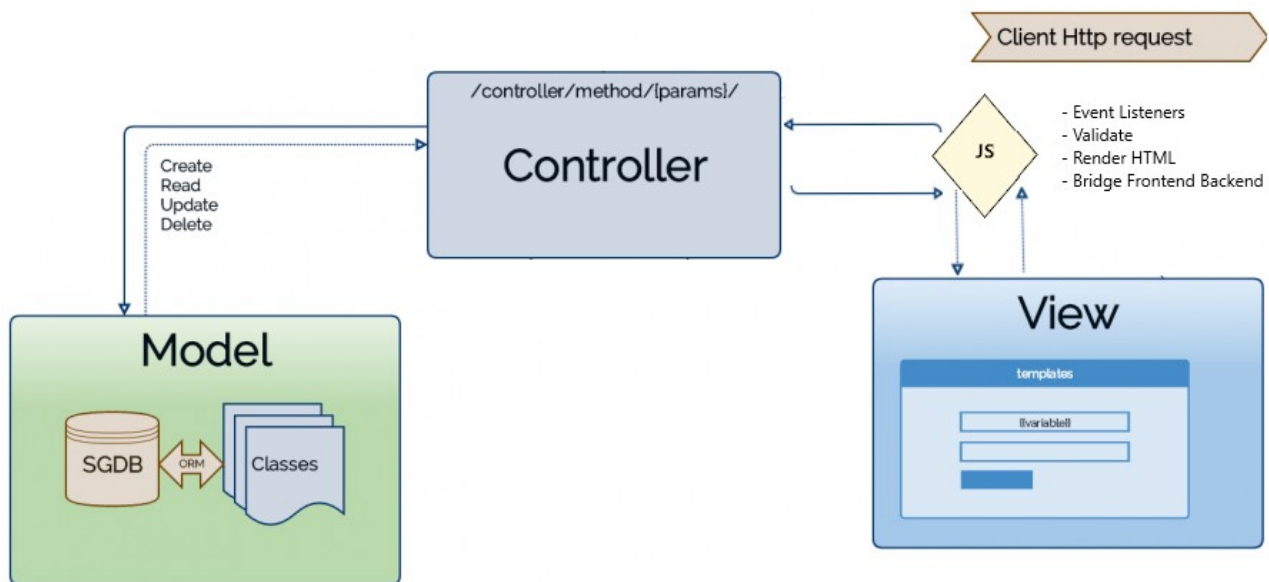 Client Http request
/controller/method/{params}/
Controller
JS
- Event Listeners
- Validate
- Render HTML
- Bridge Frontend Backend
Create
Read
Update
Delete
Model
SGDB
ORM
Classes
View
templates
{{variable}}